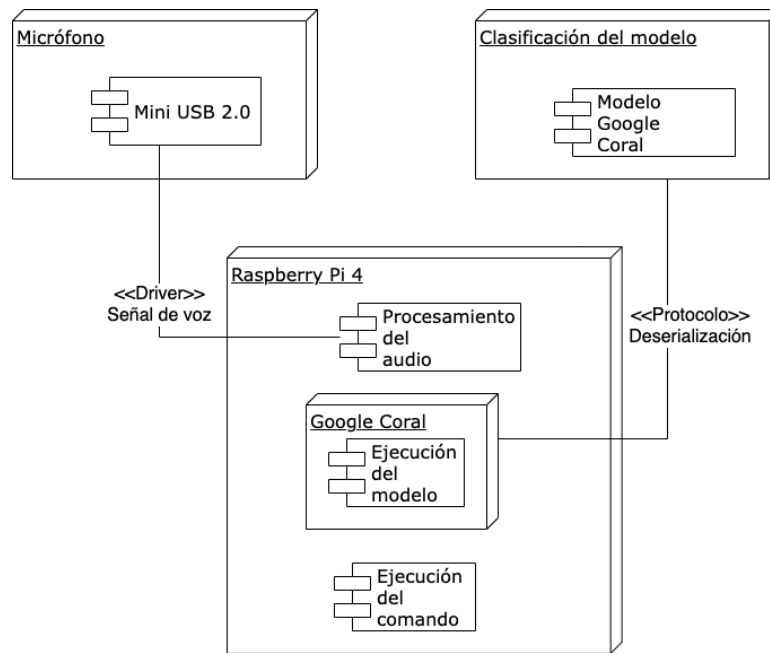 Micrófono
Mini USB 2.0
Clasificación del modelo
Modelo
Google
Coral
<<Driver>>
Señal de voz
Raspberry Pi 4
Procesamiento
del
audio
<<Protocolo>>
Deserialización
Google Coral
Ejecución
del
modelo
Ejecución
del
comando